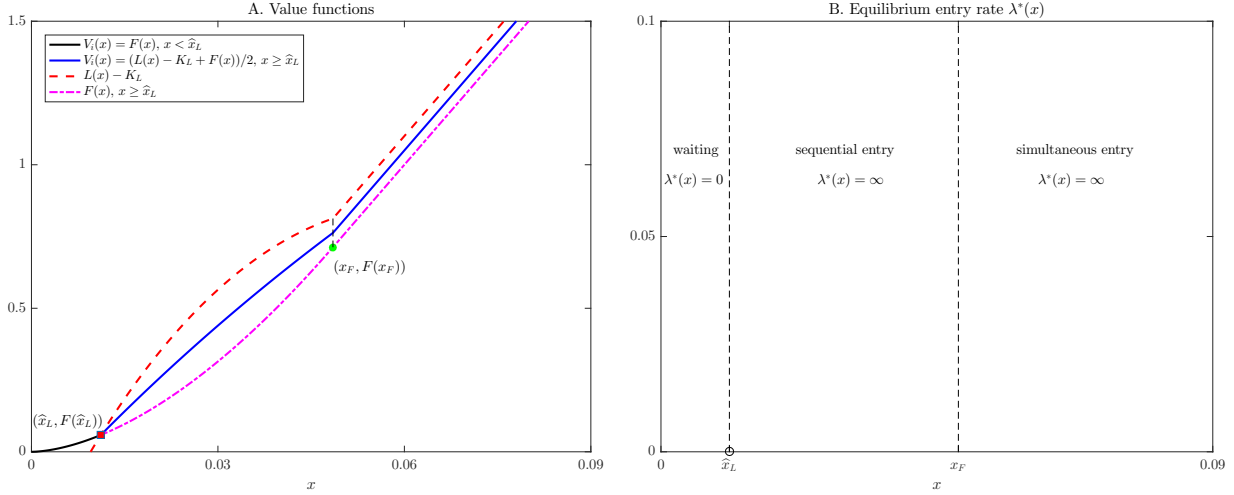 A. Value functions
1.5
1
0.5
0
V_i(x) = F(x), x < x̂_L
V_i(x) = (L(x) − K_L + F(x))/2, x ≥ x̂_L
L(x) − K_L
F(x), x ≥ x̂_L
(x_F, F(x_F))
(x̂_L, F(x̂_L))
0 0.03 0.06 0.09
x
B. Equilibrium entry rate λ*(x)
0.1
0.05
0
waiting sequential entry simultaneous entry
λ*(x) = 0 λ*(x) = ∞ λ*(x) = ∞
0 x̂_L x_F 0.09
x